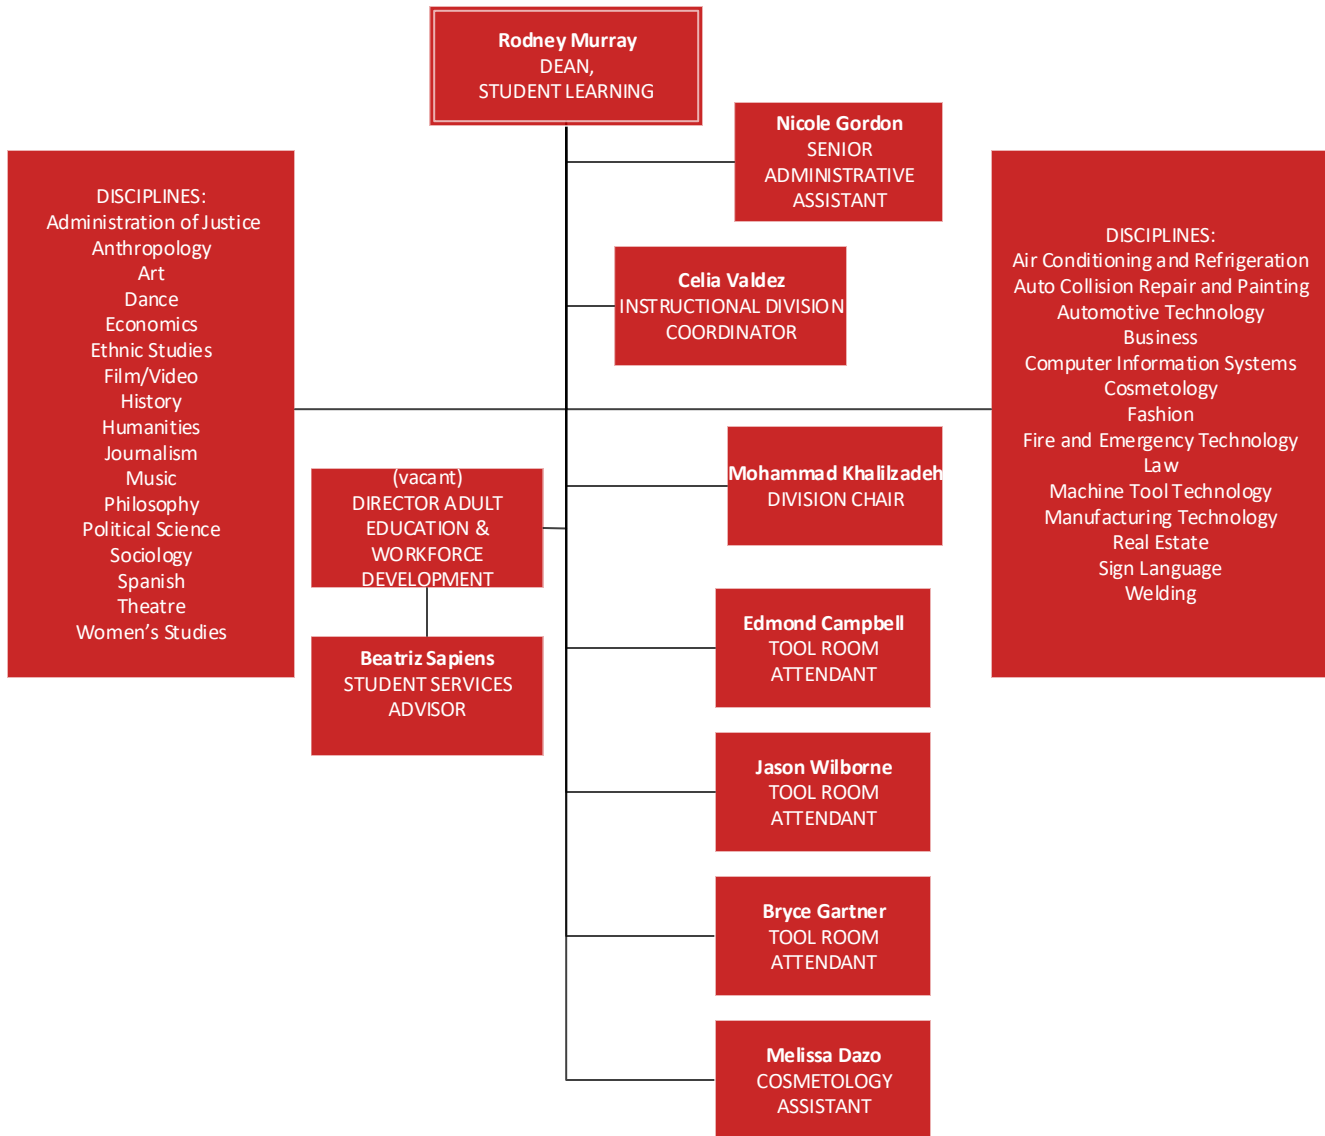 Rodney Murray
DEAN,
STUDENT LEARNING
Nicole Gordon
SENIOR
ADMINISTRATIVE
ASSISTANT
DISCIPLINES:
Administration of Justice
Anthropology
Art
Dance
Economics
Ethnic Studies
Film/Video
History
Humanities
Journalism
Music
Philosophy
Political Science
Sociology
Spanish
Theatre
Women’s Studies
Celia Valdez
INSTRUCTIONAL DIVISION
COORDINATOR
DISCIPLINES:
Air Conditioning and Refrigeration
Auto Collision Repair and Painting
Automotive Technology
Business
Computer Information Systems
Cosmetology
Fashion
Fire and Emergency Technology
Law
Machine Tool Technology
Manufacturing Technology
Real Estate
Sign Language
Welding
Mohammad Khalilzadeh
DIVISION CHAIR
(vacant)
DIRECTOR ADULT
EDUCATION &
WORKFORCE
DEVELOPMENT
Beatriz Sapiens
STUDENT SERVICES
ADVISOR
Edmond Campbell
TOOL ROOM
ATTENDANT
Jason Wilborne
TOOL ROOM
ATTENDANT
Bryce Gartner
TOOL ROOM
ATTENDANT
Melissa Dazo
COSMETOLOGY
ASSISTANT